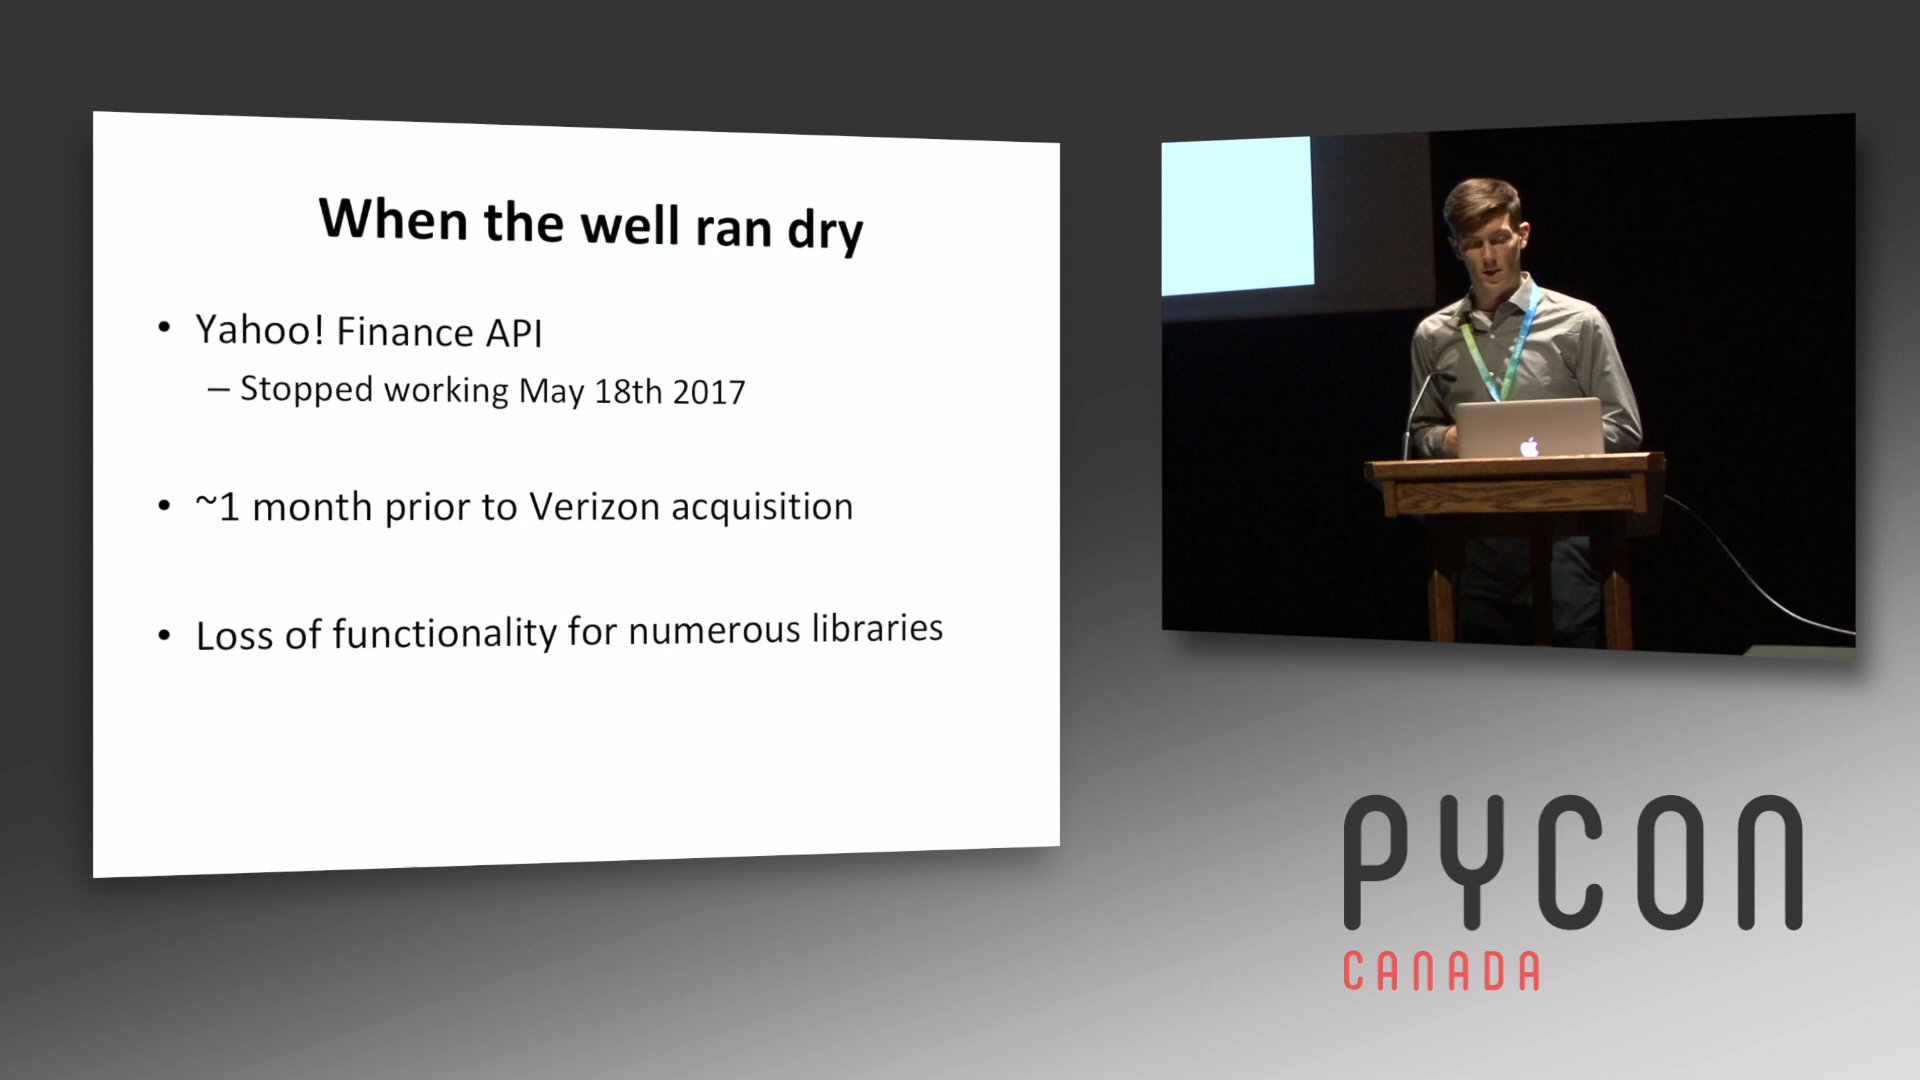 When the well ran dry
• Yahoo! Finance API
– Stopped working May 18th 2017
• ~1 month prior to Verizon acquisition
• Loss of functionality for numerous libraries
PYCON
CANADA